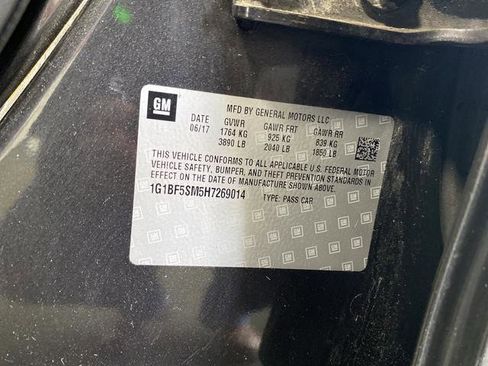 GM
MFD BY GENERAL MOTORS LLC
DATE GVWR GAWR FRT GAWR RR
06/17 1764 KG 925 KG 839 KG
3890 LB 2040 LB 1850 LB
THIS VEHICLE CONFORMS TO ALL APPLICABLE U.S. FEDERAL MOTOR
VEHICLE SAFETY, BUMPER, AND THEFT PREVENTION STANDARDS IN
EFFECT ON THE DATE OF MANUFACTURE SHOWN ABOVE.
1G1BF5SM5H7269014 TYPE: PASS CAR